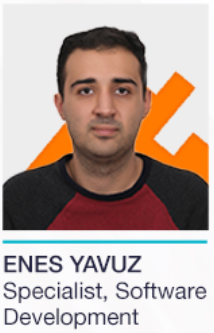 ENES YAVUZ
Specialist, Software
Development